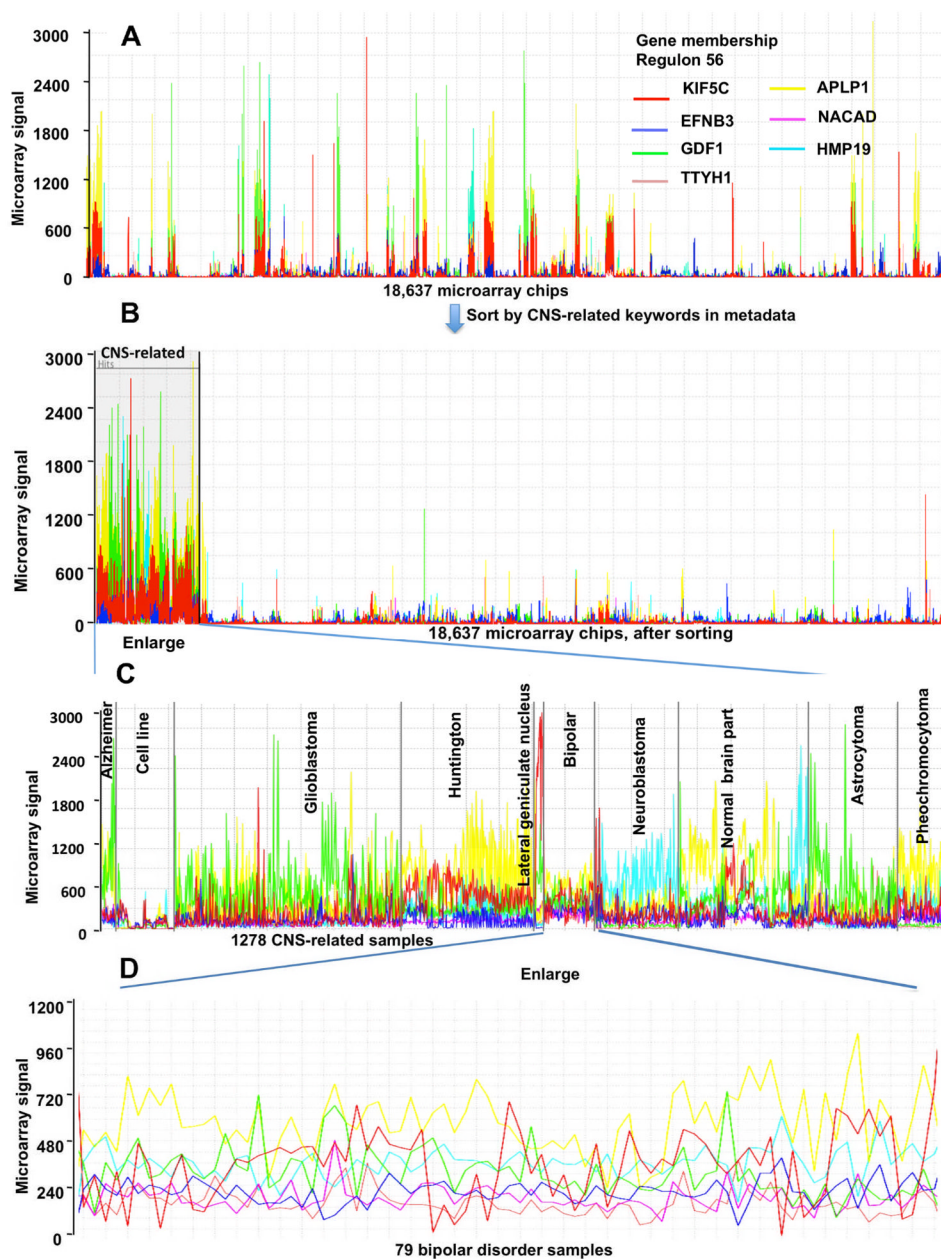 A
Gene membership
Regulon 56
KIF5C
APLP1
EFNB3
NACAD
GDF1
HMP19
TTYH1
Microarray signal
3000
2400
1800
1200
600
0
18,637 microarray chips
Sort by CNS-related keywords in metadata
B
CNS-related
Hits
Microarray signal
3000
2400
1800
1200
600
0
Enlarge
18,637 microarray chips, after sorting
C
Microarray signal
3000
2400
1800
1200
600
0
Alzheimer
Cell line
Glioblastoma
Huntington
Lateral geniculate nucleus
Bipolar
Neuroblastoma
Normal brain part
Astrocytoma
Pheochromocytoma
1278 CNS-related samples
D
Enlarge
Microarray signal
1200
960
720
480
240
0
79 bipolar disorder samples